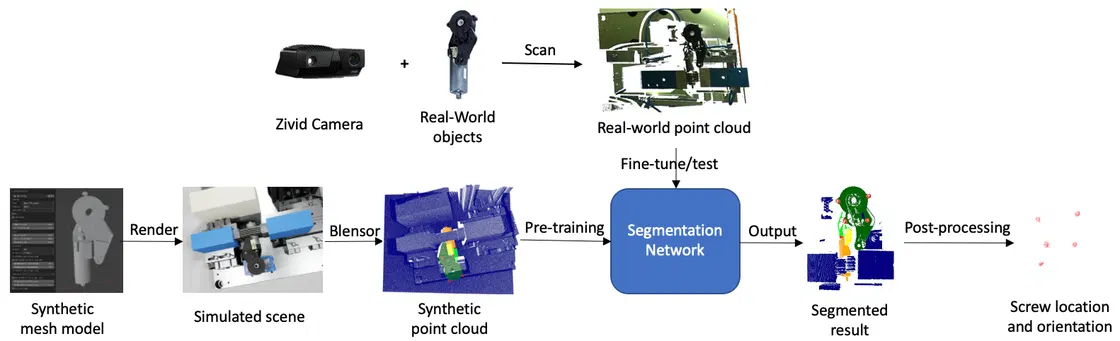 Scan
+
Zivid Camera
Real-World
objects
Real-world point cloud
Fine-tune/test
Render
Blensor
Pre-training
Segmentation
Network
Output
Post-processing
Synthetic
mesh model
Simulated scene
Synthetic
point cloud
Segmented
result
Screw location
and orientation